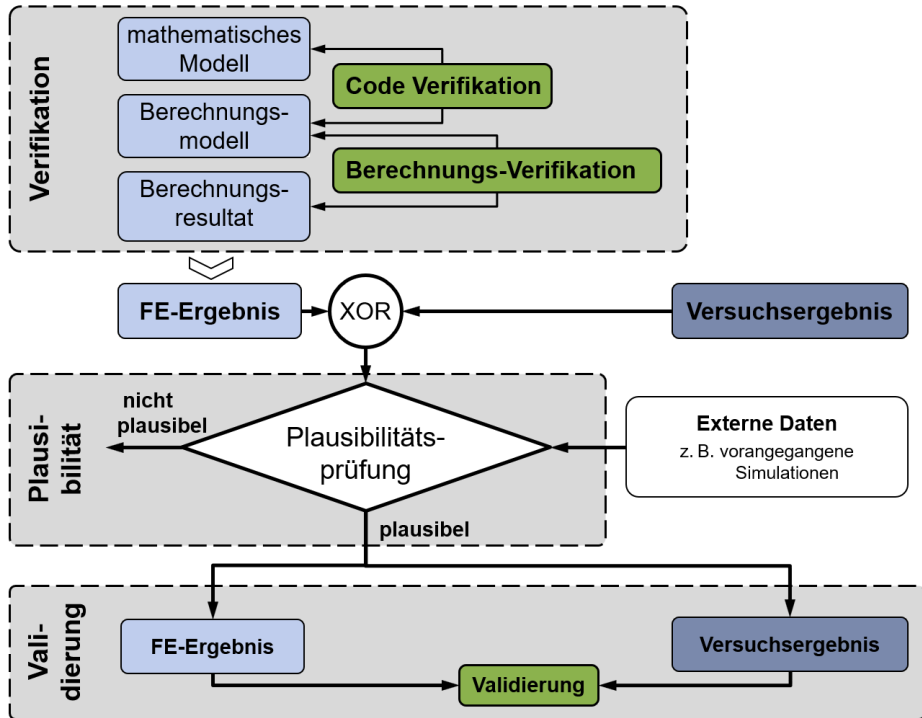 Verifikation
mathematisches
Modell
Code Verifikation
Berechnungs-
modell
Berechnungs-Verifikation
Berechnungs-
resultat
FE-Ergebnis
XOR
Versuchsergebnis
Plausi-
bilität
nicht
plausibel
Plausibilitäts-
prüfung
Externe Daten
z. B. vorangegangene
Simulationen
plausibel
Vali-
dierung
FE-Ergebnis
Versuchsergebnis
Validierung